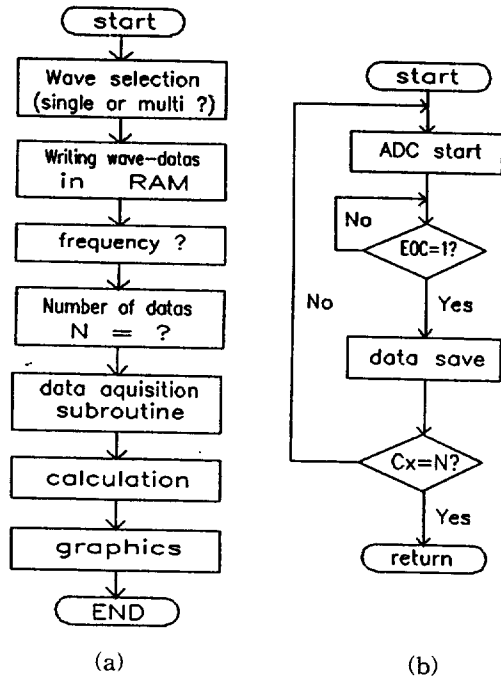 start
Wave selection
(single or multi ?)
Writing wave-datas
in RAM
frequency ?
Number of datas
N = ?
data aquisition
subroutine
calculation
graphics
END
(a)
start
ADC start
No
EOC=1?
Yes
No
data save
Cx=N?
Yes
return
(b)